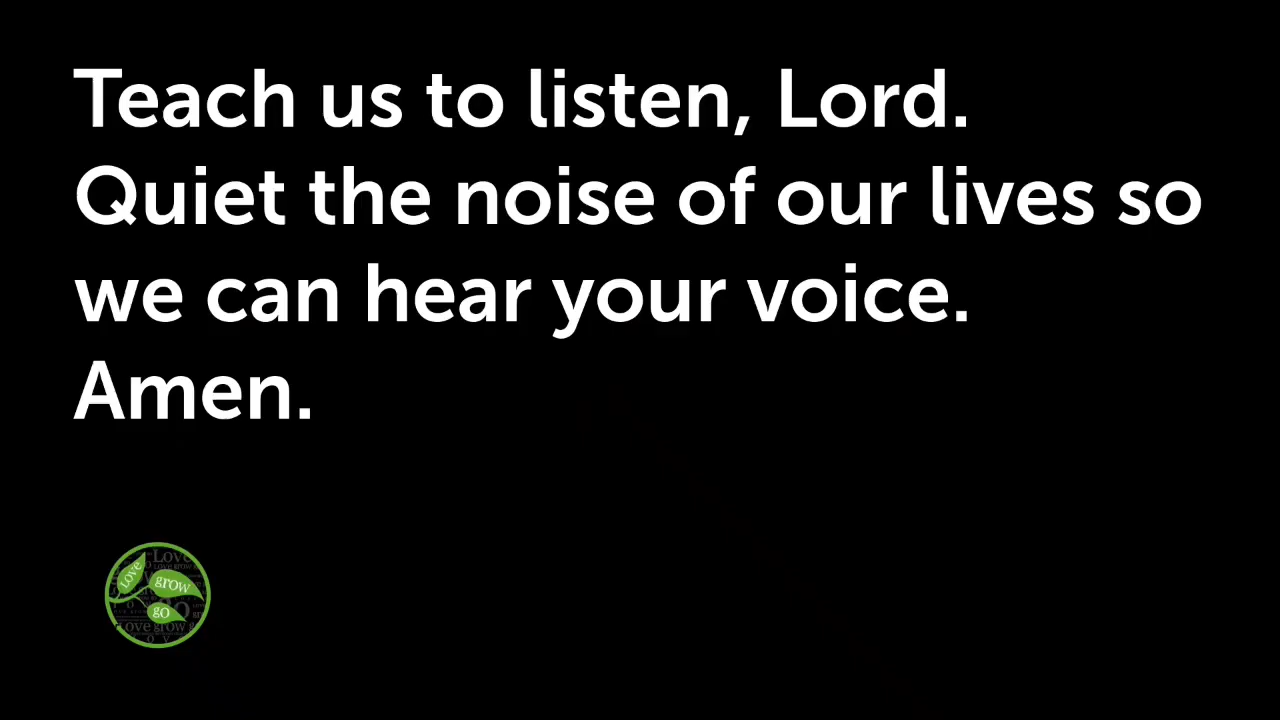 Teach us to listen, Lord.
Quiet the noise of our lives so
we can hear your voice.
Amen.
Love
grow
go